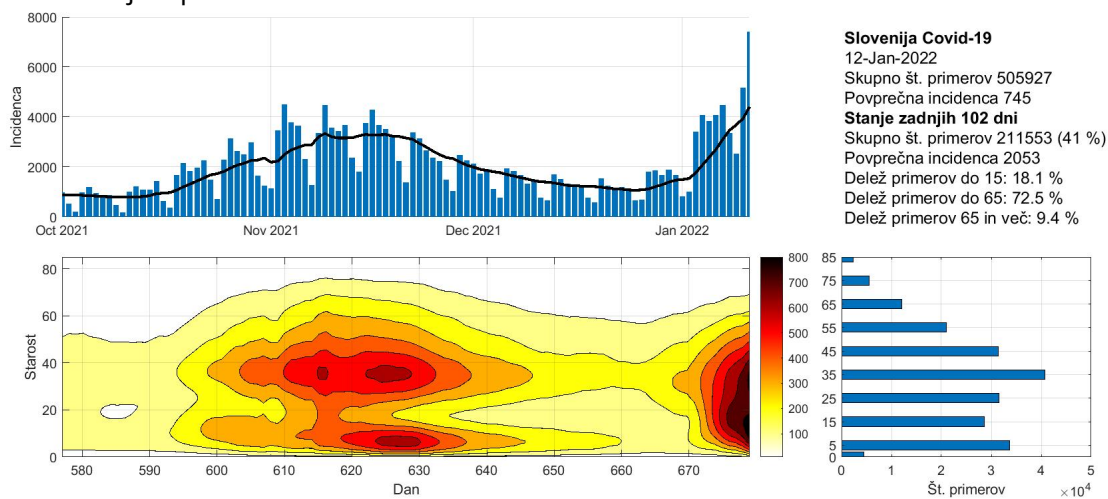 8000
6000
4000
2000
0
Incidenca
Oct 2021
Nov 2021
Dec 2021
Jan 2022
Slovenija Covid-19
12-Jan-2022
Skupno št. primerov 505927
Povprečna incidenca 745
Stanje zadnjih 102 dni
Skupno št. primerov 211553 (41 %)
Povprečna incidenca 2053
Delež primerov do 15: 18.1 %
Delež primerov do 65: 72.5 %
Delež primerov 65 in več: 9.4 %
80
60
40
20
0
Starost
580
590
600
610
620
630
640
650
660
670
Dan
800
700
600
500
400
300
200
100
85
75
65
55
45
35
25
15
5
0
0
1
2
3
4
5
×10⁴
Št. primerov